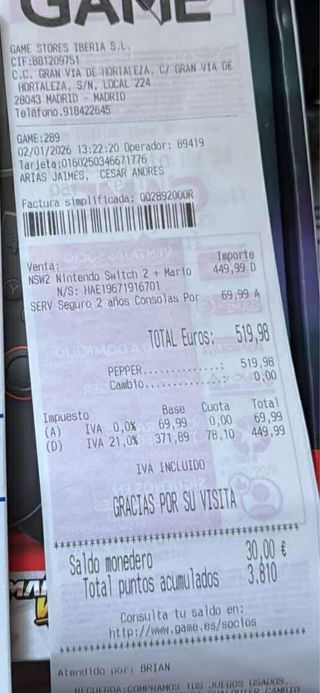 GAME
GAME STORES IBERIA S.L.
CIF:B81209751
C.C. GRAN VIA DE HORTALEZA, C/ GRAN VIA DE
HORTALEZA, S/N, LOCAL 224
28043 MADRID - MADRID
Teléfono.918422645
GAME:289
02/01/2026 13:22:20 Operador: 89419
Tarjeta:0160250346671776
ARIAS JAIMES, CESAR ANDRES
Factura simplificada: QQ2892000R
Venta: Importe
NSW2 Nintendo Switch 2 + Mario 449,99 D
N/S: HAE19671916701
SERV Seguro 2 años Consolas Por 69,99 A
TOTAL Euros: 519,98
PEPPER..............: 519,98
Cambio..............: 0,00
Impuesto Base Cuota Total
(A) IVA 0,0% 69,99 0,00 69,99
(D) IVA 21,0% 371,89 78,10 449,99
IVA INCLUIDO
GRACIAS POR SU VISITA
Saldo monedero 30,00 €
Total puntos acumulados 3.810
Consulta tu saldo en:
http://www.game.es/socios
Atendido por: BRIAN
RECUERDA:COMPRAMOS TUS JUEGOS USADOS.